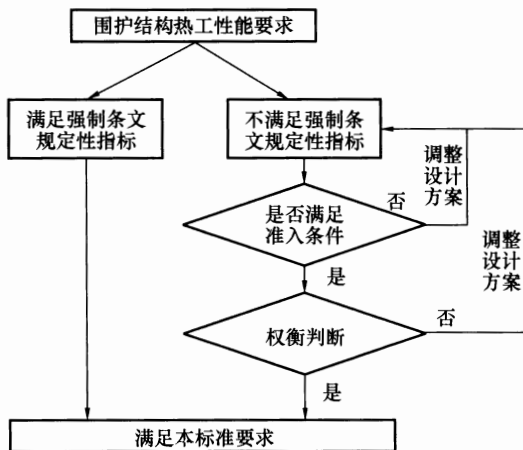 围护结构热工性能要求
满足强制条文
规定性指标
不满足强制条
文规定性指标
调整
设计
方案
是否满足
准入条件
否
调整
设计
方案
是
权衡判断
否
是
满足本标准要求